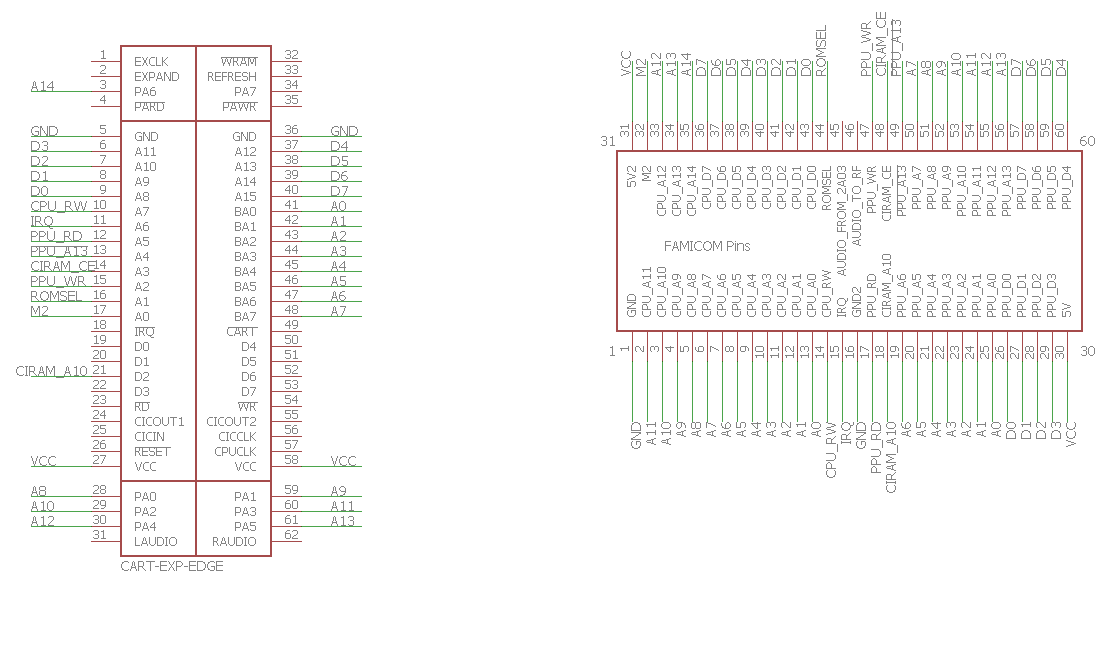 A14 1 EXCLK WRAM 32
2 EXPAND REFRESH 33
3 PA6 PA7 34
4 PARD PAWR 35
GND 5 GND GND 36 GND
D3 6 A11 A12 37 D4
D2 7 A10 A13 38 D5
D1 8 A9 A14 39 D6
D0 9 A8 A15 40 D7
CPU_RW 10 A7 BA0 41 A0
IRQ 11 A6 BA1 42 A1
PPU_RD 12 A5 BA2 43 A2
PPU_A13 13 A4 BA3 44 A3
CIRAM_CE 14 A3 BA4 45 A4
PPU_WR 15 A2 BA5 46 A5
ROMSEL 16 A1 BA6 47 A6
M2 17 A0 BA7 48 A7
18 IRQ CART 49
19 D0 D4 50
20 D1 D5 51
CIRAM_A10 21 D2 D6 52
22 D3 D7 53
23 RD WR 54
24 CICOUT1 CICOUT2 55
25 CICIN CICCLK 56
26 RESET CPUCLK 57
VCC 27 VCC VCC 58 VCC
A8 28 PA0 PA1 59 A9
A10 29 PA2 PA3 60 A11
A12 30 PA4 PA5 61 A13
31 LAUDIO RAUDIO 62
CART-EXP-EDGE
VCC M2 A12 A13 A14 D7 D6 D5 D4 D3 D2 D1 D0 ROMSEL PPU_WR CIRAM_CE PPU_A13 A7 A8 A9 A10 A11 A12 A13 D7 D6 D5 D4
31 31 32 33 34 35 36 37 38 39 40 41 42 43 44 45 46 47 48 49 50 51 52 53 54 55 56 57 58 59 60 60
5V2 M2 CPU_A12 CPU_A13 CPU_A14 CPU_D7 CPU_D6 CPU_D5 CPU_D4 CPU_D3 CPU_D2 CPU_D1 CPU_D0 ROMSEL AUDIO_FROM_2A03 AUDIO_TO_RF PPU_WR CIRAM_CE PPU_A13 PPU_A7 PPU_A8 PPU_A9 PPU_A10 PPU_A11 PPU_A12 PPU_A13 PPU_D7 PPU_D6 PPU_D5 PPU_D4
FAMICOM Pins
GND CPU_A11 CPU_A10 CPU_A9 CPU_A8 CPU_A7 CPU_A6 CPU_A5 CPU_A4 CPU_A3 CPU_A2 CPU_A1 CPU_A0 CPU_RW IRQ GND2 PPU_RD CIRAM_A10 PPU_A6 PPU_A5 PPU_A4 PPU_A3 PPU_A2 PPU_A1 PPU_A0 PPU_D0 PPU_D1 PPU_D2 PPU_D3 5V
1 1 2 3 4 5 6 7 8 9 10 11 12 13 14 15 16 17 18 19 20 21 22 23 24 25 26 27 28 29 30 30
GND A11 A10 A9 A8 A7 A6 A5 A4 A3 A2 A1 A0 CPU_RW IRQ GND PPU_RD CIRAM_A10 A6 A5 A4 A3 A2 A1 A0 D0 D1 D2 D3 VCC